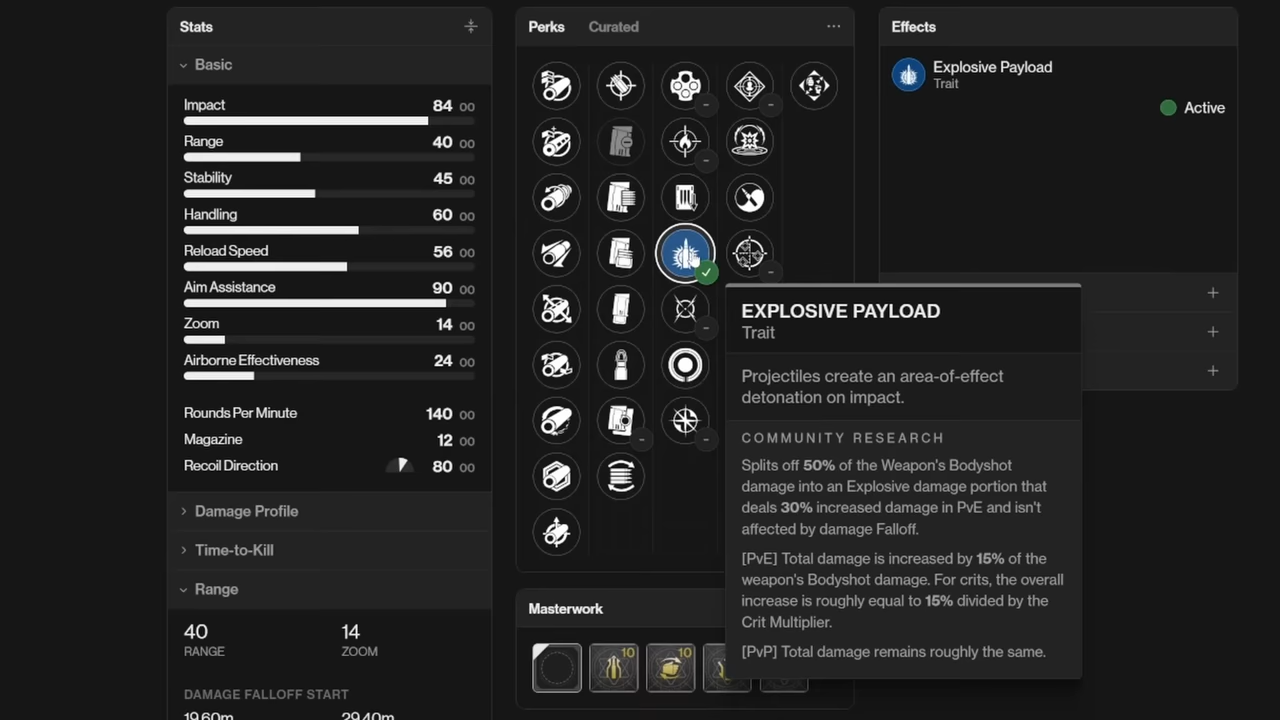 Stats
Basic
Impact 84 00
Range 40 00
Stability 45 00
Handling 60 00
Reload Speed 56 00
Aim Assistance 90 00
Zoom 14 00
Airborne Effectiveness 24 00
Rounds Per Minute 140 00
Magazine 12 00
Recoil Direction 80 00
Damage Profile
Time-to-Kill
Range
40 14
RANGE ZOOM
DAMAGE FALLOFF START
19.60m 29.40m
Perks Curated
Masterwork
10 10
Effects
Explosive Payload
Trait
Active
EXPLOSIVE PAYLOAD
Trait
Projectiles create an area-of-effect
detonation on impact.
COMMUNITY RESEARCH
Splits off 50% of the Weapon's Bodyshot
damage into an Explosive damage portion that
deals 30% increased damage in PvE and isn't
affected by damage Falloff.
[PvE] Total damage is increased by 15% of the
weapon's Bodyshot damage. For crits, the overall
increase is roughly equal to 15% divided by the
Crit Multiplier.
[PvP] Total damage remains roughly the same.